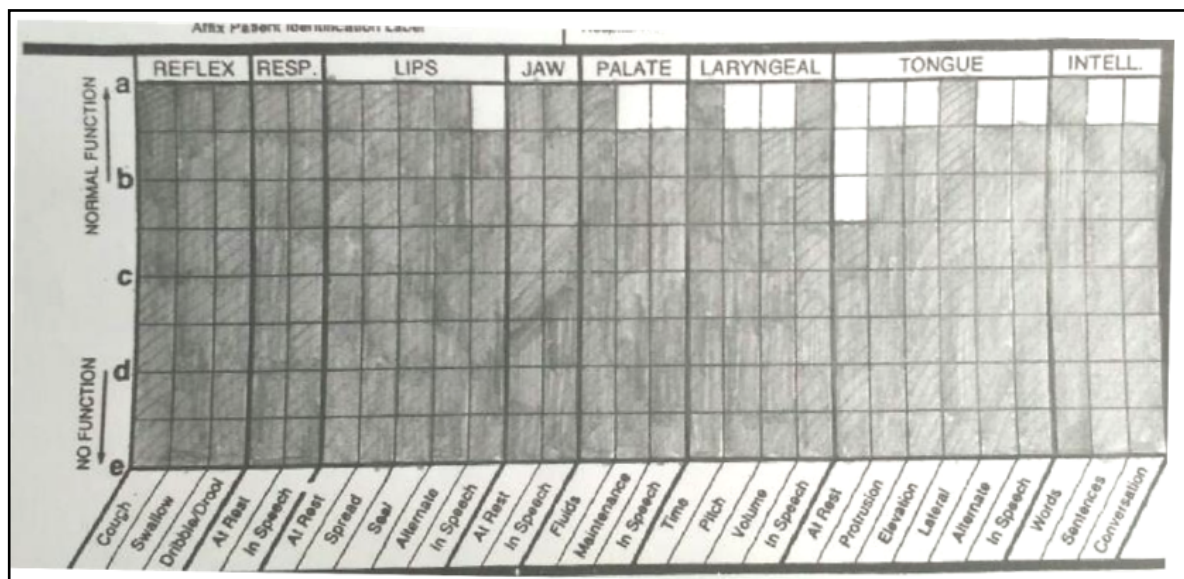 Affix Patient Identification Label
REFLEX RESP. LIPS JAW PALATE LARYNGEAL TONGUE INTELL.
a
b
c
d
e
NORMAL FUNCTION
NO FUNCTION
Cough
Swallow
Dribble/Drool
At Rest
In Speech
At Rest
Spread
Seal
Alternate
In Speech
At Rest
In Speech
Fluids
Maintenance
In Speech
Time
Pitch
Volume
In Speech
At Rest
Protrusion
Elevation
Lateral
Alternate
In Speech
Words
Sentences
Conversation